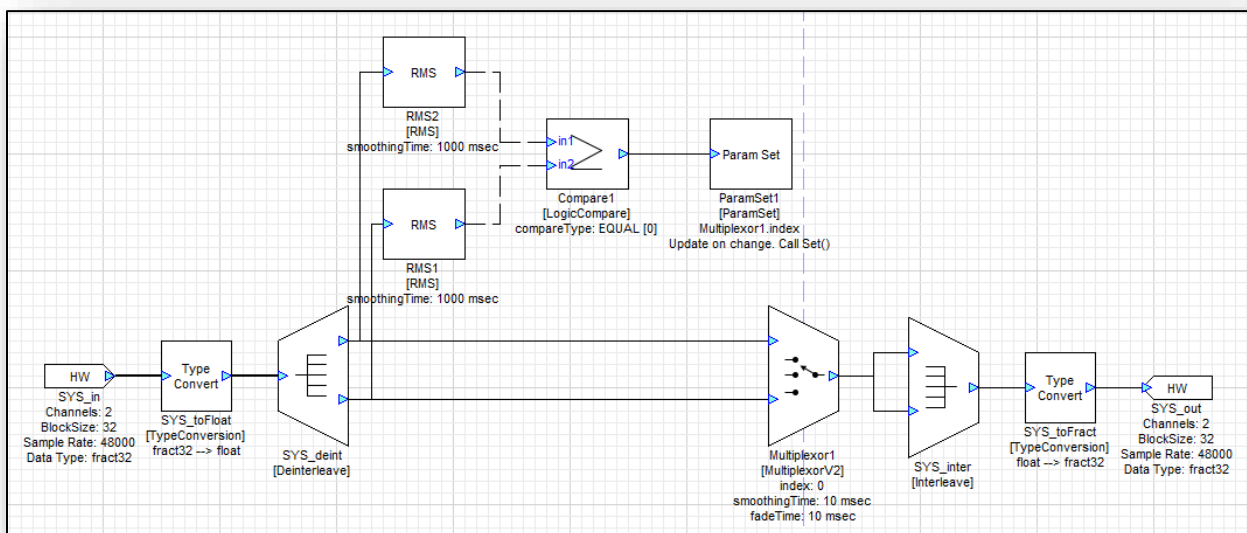 RMS
RMS2
[RMS]
smoothingTime: 1000 msec
in1
in2
Compare1
[LogicCompare]
compareType: EQUAL [0]
Param Set
ParamSet1
[ParamSet]
Multiplexor1.index
Update on change. Call Set()
RMS
RMS1
[RMS]
smoothingTime: 1000 msec
HW
SYS_in
Channels: 2
BlockSize: 32
Sample Rate: 48000
Data Type: fract32
Type
Convert
SYS_toFloat
[TypeConversion]
fract32 --> float
SYS_deint
[Deinterleave]
Multiplexor1
[MultiplexorV2]
index: 0
smoothingTime: 10 msec
fadeTime: 10 msec
SYS_inter
[Interleave]
Type
Convert
SYS_toFract
[TypeConversion]
float --> fract32
HW
SYS_out
Channels: 2
BlockSize: 32
Sample Rate: 48000
Data Type: fract32